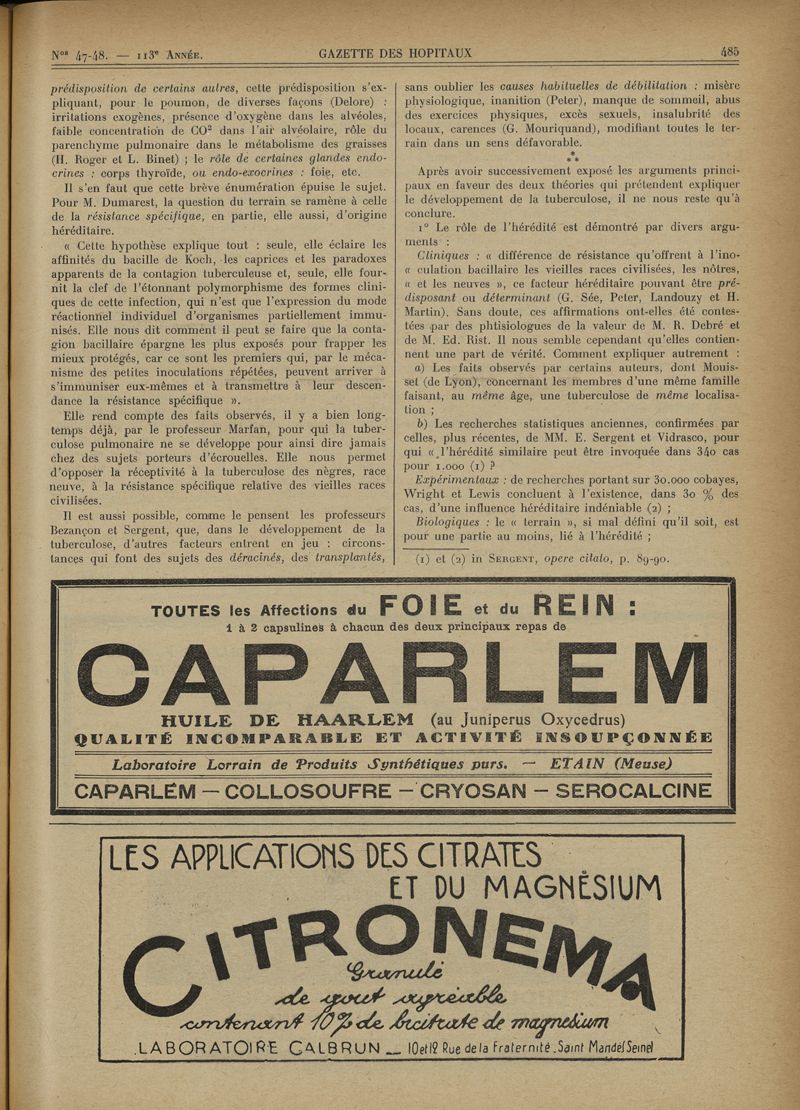 Nos 47-48. — 113e ANNÉE.
GAZETTE DES HOPITAUX
485
prédisposition de certains autres, cette prédisposition s'ex-
pliquant, pour le poumon, de diverses façons (Delore) :
irritations exogènes, présence d'oxygène dans les alvéoles,
faible concentration de CO² dans l'air alvéolaire, rôle du
parenchyme pulmonaire dans le métabolisme des graisses
(H. Roger et L. Binet) ; le rôle de certaines glandes endo-
crines : corps thyroïde, ou endo-exocrines : foie, etc.
Il s'en faut que cette brève énumération épuise le sujet.
Pour M. Dumarest, la question du terrain se ramène à celle
de la résistance spécifique, en partie, elle aussi, d'origine
héréditaire.
« Cette hypothèse explique tout : seule, elle éclaire les
affinités du bacille de Koch, les caprices et les paradoxes
apparents de la contagion tuberculeuse et, seule, elle four-
nit la clef de l'étonnant polymorphisme des formes clini-
ques de cette infection, qui n'est que l'expression du mode
réactionnel individuel d'organismes partiellement immu-
nisés. Elle nous dit comment il peut se faire que la conta-
gion bacillaire épargne les plus exposés pour frapper les
mieux protégés, car ce sont les premiers qui, par le méca-
nisme des petites inoculations répétées, peuvent arriver à
s'immuniser eux-mêmes et à transmettre à leur descen-
dance la résistance spécifique ».
Elle rend compte des faits observés, il y a bien long-
temps déjà, par le professeur Marfan, pour qui la tuber-
culose pulmonaire ne se développe pour ainsi dire jamais
chez des sujets porteurs d'écrouelles. Elle nous permet
d'opposer la réceptivité à la tuberculose des nègres, race
neuve, à la résistance spécifique relative des vieilles races
civilisées.
Il est aussi possible, comme le pensent les professeurs
Bezançon et Sergent, que, dans le développement de la
tuberculose, d'autres facteurs entrent en jeu : circons-
tances qui font des sujets des déracinés, des transplantés,
sans oublier les causes habituelles de débilitation : misère
physiologique, inanition (Peter), manque de sommeil, abus
des exercices physiques, excès sexuels, insalubrité des
locaux, carences (G. Mouriquand), modifiant toutes le ter-
rain dans un sens défavorable.
* * *
Après avoir successivement exposé les arguments princi-
paux en faveur des deux théories qui prétendent expliquer
le développement de la tuberculose, il ne nous reste qu'à
conclure.
1° Le rôle de l'hérédité est démontré par divers argu-
ments :
Cliniques : « différence de résistance qu'offrent à l'ino-
« culation bacillaire les vieilles races civilisées, les nôtres,
« et les neuves », ce facteur héréditaire pouvant être pré-
disposant ou déterminant (G. Sée, Peter, Landouzy et H.
Martin). Sans doute, ces affirmations ont-elles été contes-
tées par des phtisiologues de la valeur de M. R. Debré et
de M. Ed. Rist. Il nous semble cependant qu'elles contien-
nent une part de vérité. Comment expliquer autrement :
a) Les faits observés par certains auteurs, dont Mouis-
set (de Lyon), concernant les membres d'une même famille
faisant, au même âge, une tuberculose de même localisa-
tion ;
b) Les recherches statistiques anciennes, confirmées par
celles, plus récentes, de MM. E. Sergent et Vidrasco, pour
qui « l'hérédité similaire peut être invoquée dans 340 cas
pour 1.000 (1) ?
Expérimentaux : de recherches portant sur 30.000 cobayes,
Wright et Lewis concluent à l'existence, dans 30 % des
cas, d'une influence héréditaire indéniable (2) ;
Biologiques : le « terrain », si mal défini qu'il soit, est
pour une partie au moins, lié à l'hérédité ;
(1) et (2) in SERGENT, opere citato, p. 89-90.
TOUTES les Affections du FOIE et du REIN :
1 à 2 capsulines à chacun des deux principaux repas de
CAPARLEM
HUILE DE HAARLEM (au Juniperus Oxycedrus)
QUALITÉ INCOMPARABLE ET ACTIVITÉ INSOUPÇONNÉE
Laboratoire Lorrain de Produits Synthétiques purs. — ETAIN (Meuse)
CAPARLEM — COLLOSOUFRE — CRYOSAN — SEROCALCINE
LES APPLICATIONS DES CITRATES
ET DU MAGNÉSIUM
CITRONEMA
Granulé
de goût agréable
contenant 10% de tricitrate de magnésium
LABORATOIRE CALBRUN — 10 et 12 Rue de la Fraternité. Saint Mandé (Seine)